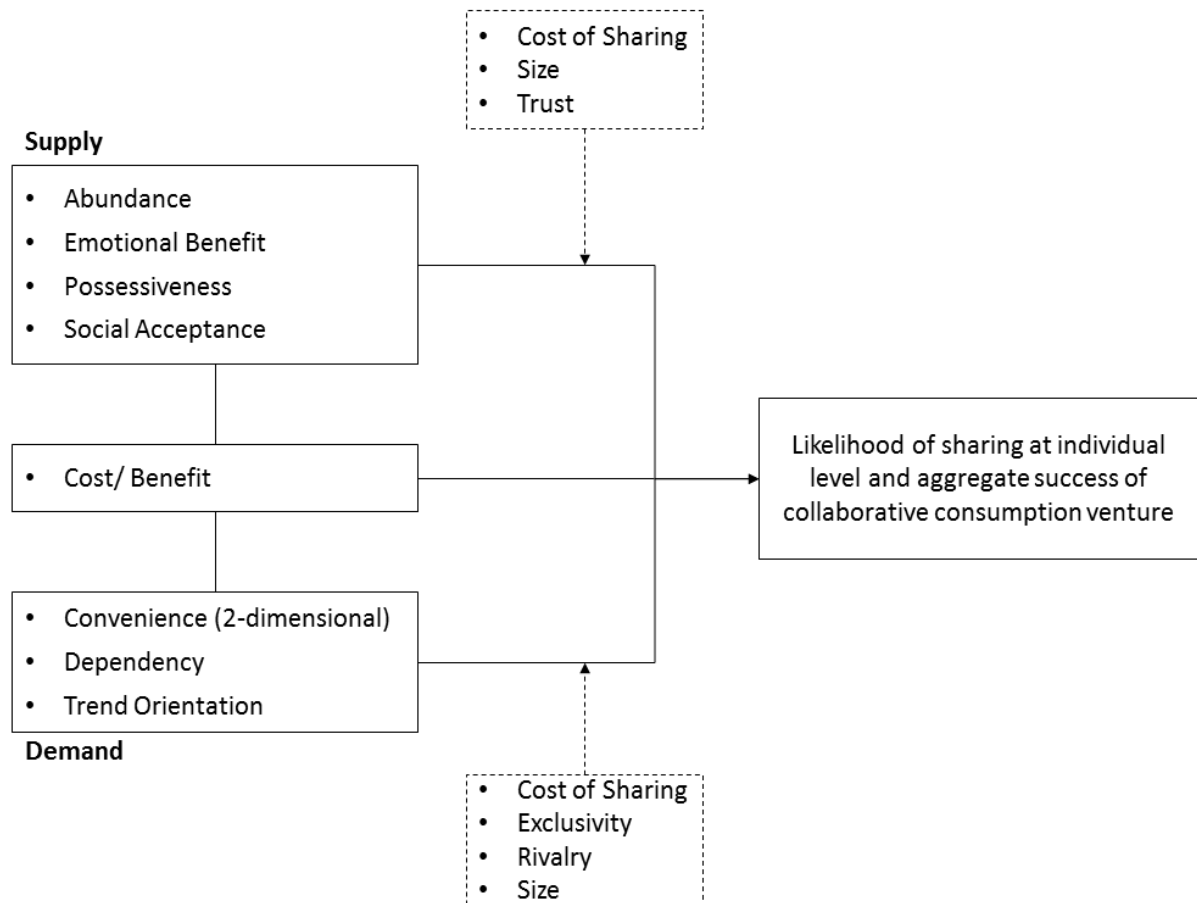 • Cost of Sharing
• Size
• Trust
Supply
• Abundance
• Emotional Benefit
• Possessiveness
• Social Acceptance
• Cost/ Benefit
• Convenience (2-dimensional)
• Dependency
• Trend Orientation
Demand
• Cost of Sharing
• Exclusivity
• Rivalry
• Size
Likelihood of sharing at individual
level and aggregate success of
collaborative consumption venture